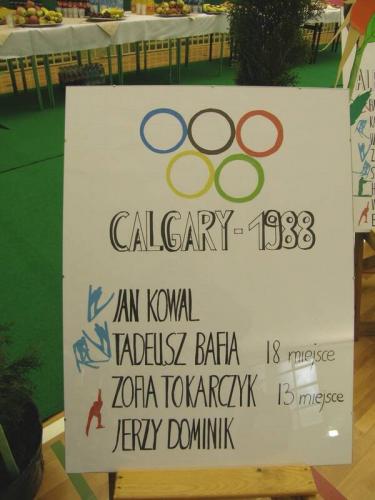 CALGARY - 1988
JAN KOWAL
TADEUSZ BAFIA 18 miejsce
ZOFIA TOKARCZYK 13 miejsce
JERZY DOMINIK